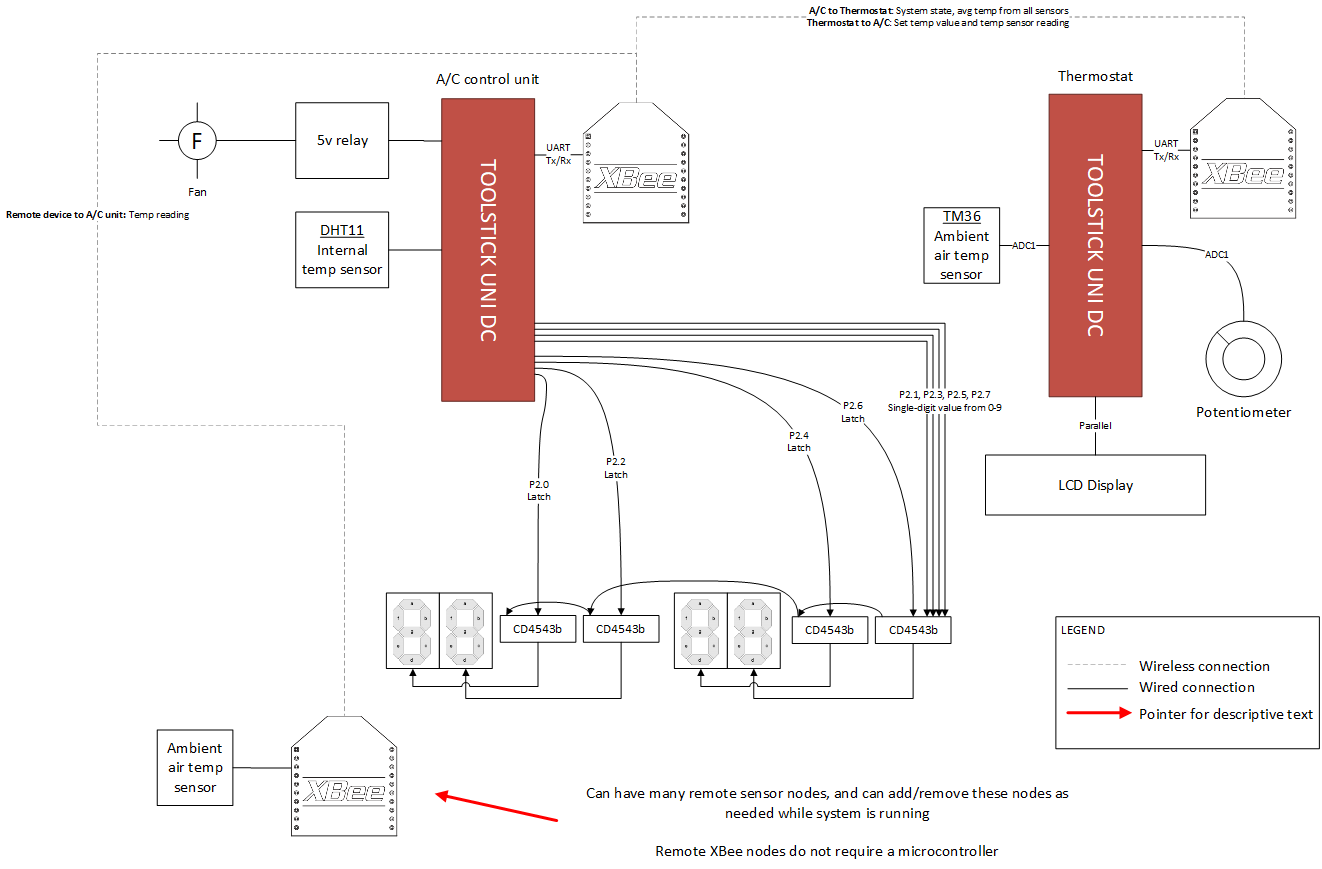 A/C to Thermostat: System state, avg temp from all sensors
Thermostat to A/C: Set temp value and temp sensor reading
A/C control unit
Thermostat
F
Fan
5v relay
TOOLSTICK UNI DC
UART
Tx/Rx
XBee
TOOLSTICK UNI DC
UART
Tx/Rx
XBee
Remote device to A/C unit: Temp reading
DHT11
Internal
temp sensor
TM36
Ambient
air temp
sensor
ADC1
ADC1
Potentiometer
P2.1, P2.3, P2.5, P2.7
Single-digit value from 0-9
P2.6
Latch
P2.4
Latch
P2.2
Latch
P2.0
Latch
Parallel
LCD Display
CD4543b
CD4543b
CD4543b
CD4543b
LEGEND
Wireless connection
Wired connection
Pointer for descriptive text
Ambient
air temp
sensor
XBee
Can have many remote sensor nodes, and can add/remove these nodes as
needed while system is running
Remote XBee nodes do not require a microcontroller